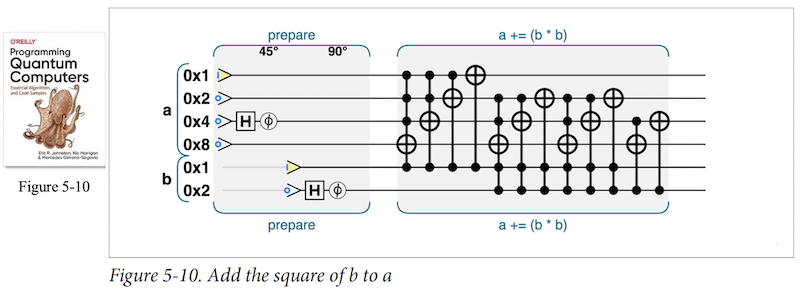 O'REILLY®
Programming
Quantum
Computers
Essential Algorithms
and Code Samples
Eric R. Johnston, Nic Harrigan
& Mercedes Gimeno-Segovia
Figure 5-10
prepare
a += (b * b)
45° 90°
a
0x1
0x2
0x4 H ϕ
0x8
b
0x1
0x2 H ϕ
prepare
a += (b * b)
Figure 5-10. Add the square of b to a